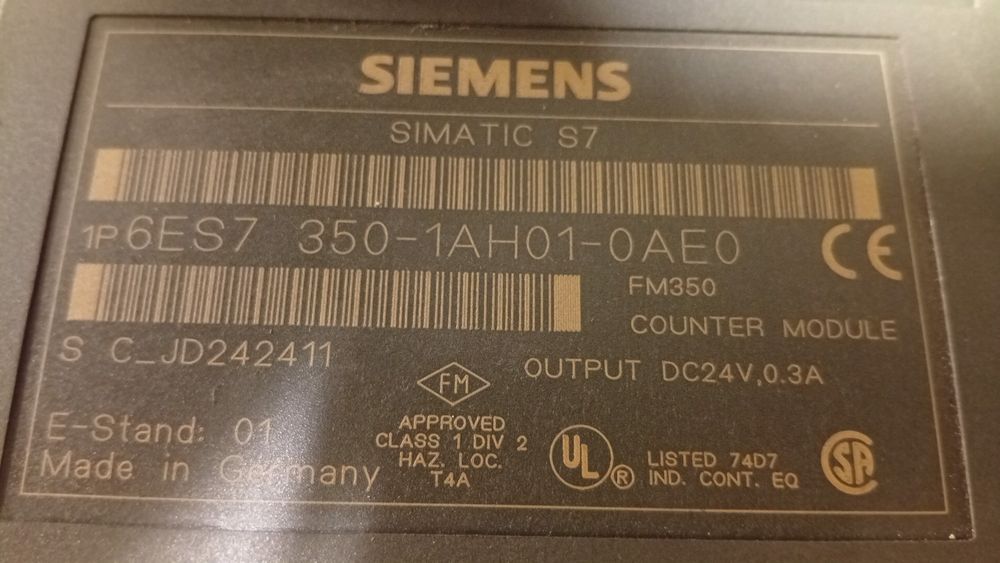 SIEMENS
SIMATIC S7
1P 6ES7 350-1AH01-0AE0
CE
FM350
COUNTER MODULE
S C_JD242411
OUTPUT DC24V,0.3A
E-Stand: 01
Made in Germany
FM
APPROVED
CLASS 1 DIV 2
HAZ. LOC.
T4A
UL ®
LISTED 74D7
IND. CONT. EQ
SA